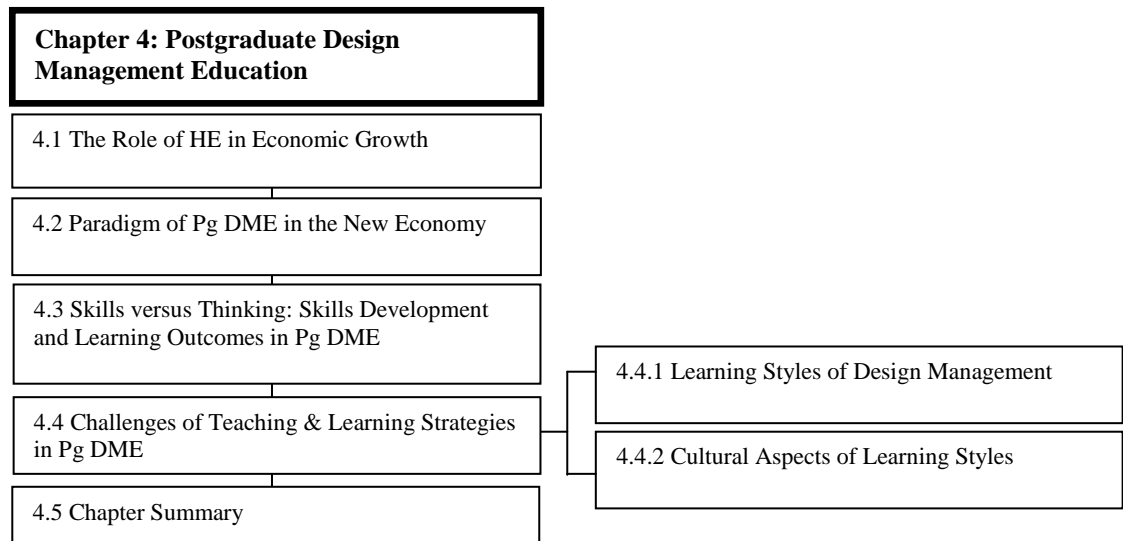 Chapter 4: Postgraduate Design
Management Education
4.1 The Role of HE in Economic Growth
4.2 Paradigm of Pg DME in the New Economy
4.3 Skills versus Thinking: Skills Development
and Learning Outcomes in Pg DME
4.4 Challenges of Teaching & Learning Strategies
in Pg DME
4.4.1 Learning Styles of Design Management
4.4.2 Cultural Aspects of Learning Styles
4.5 Chapter Summary